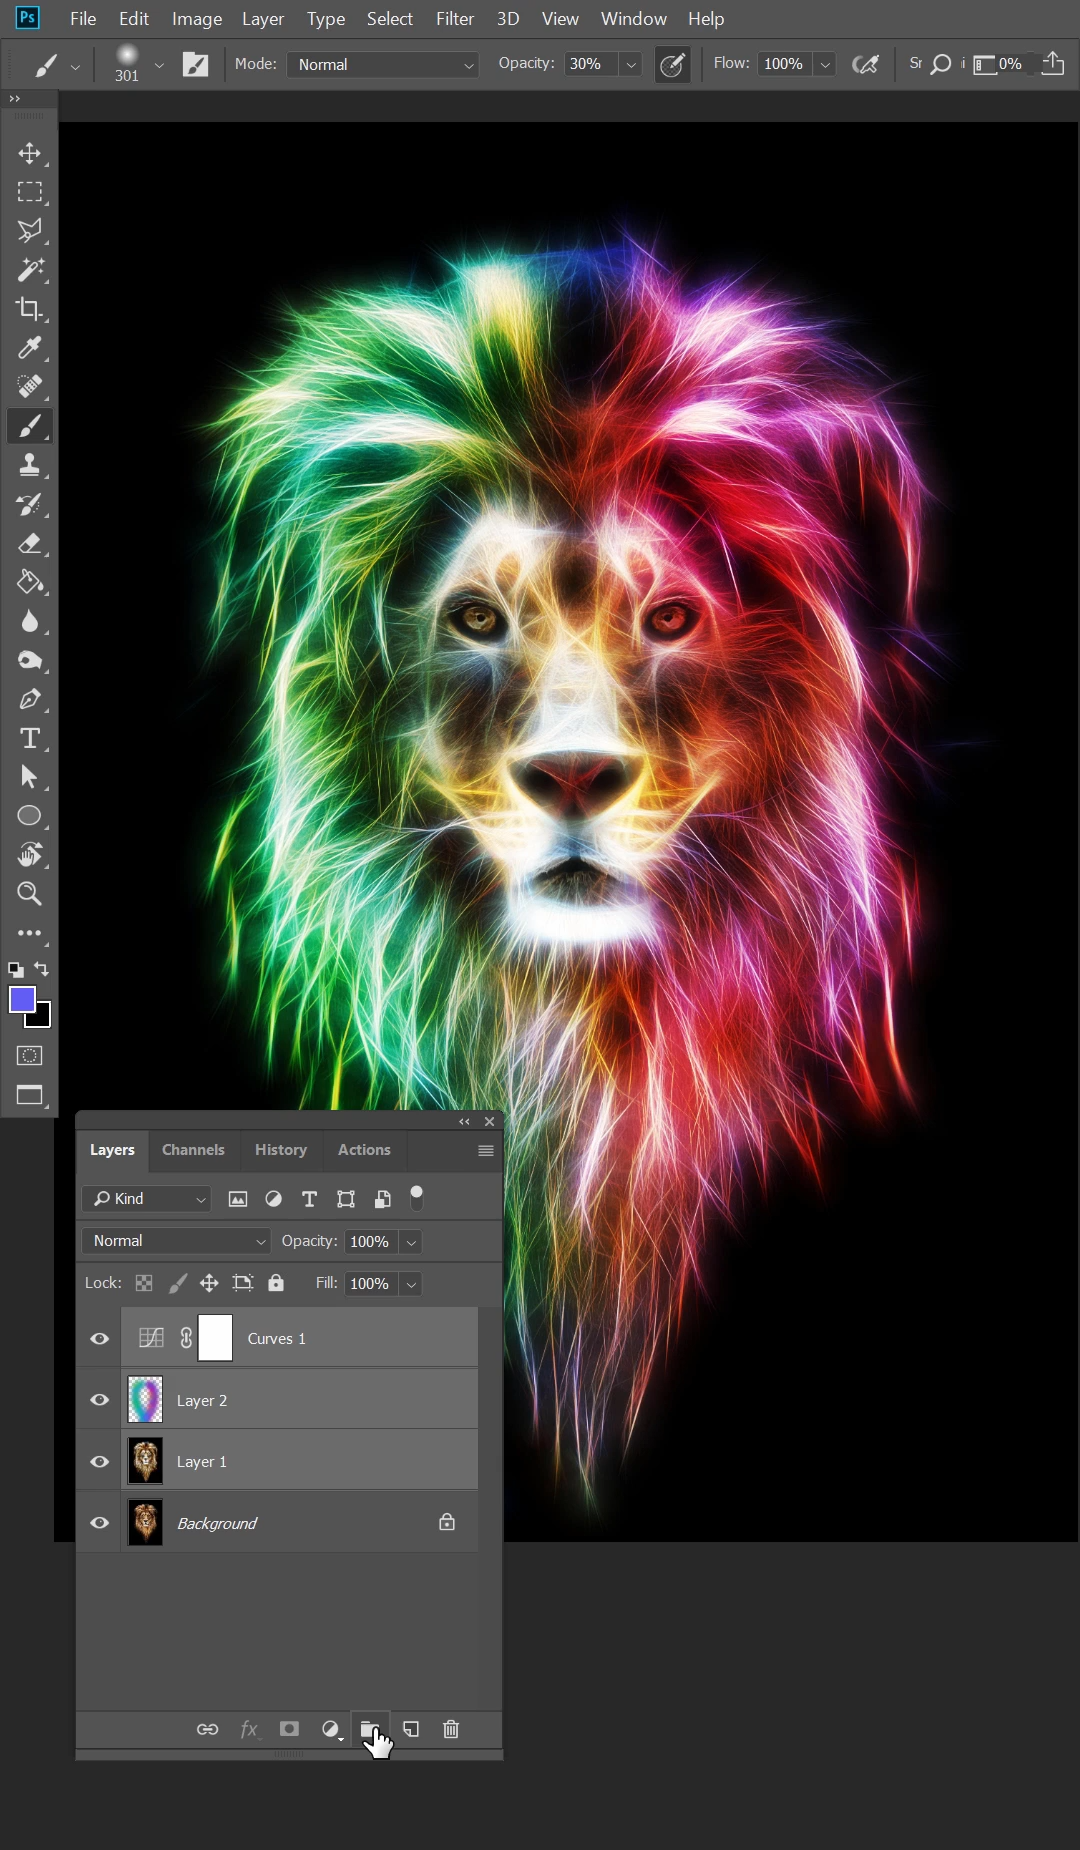 Ps File Edit Image Layer Type Select Filter 3D View Window Help
301 Mode: Normal Opacity: 30% Flow: 100% 0%
Layers Channels History Actions
Kind T
Normal Opacity: 100%
Lock: Fill: 100%
Curves 1
Layer 2
Layer 1
Background
fx